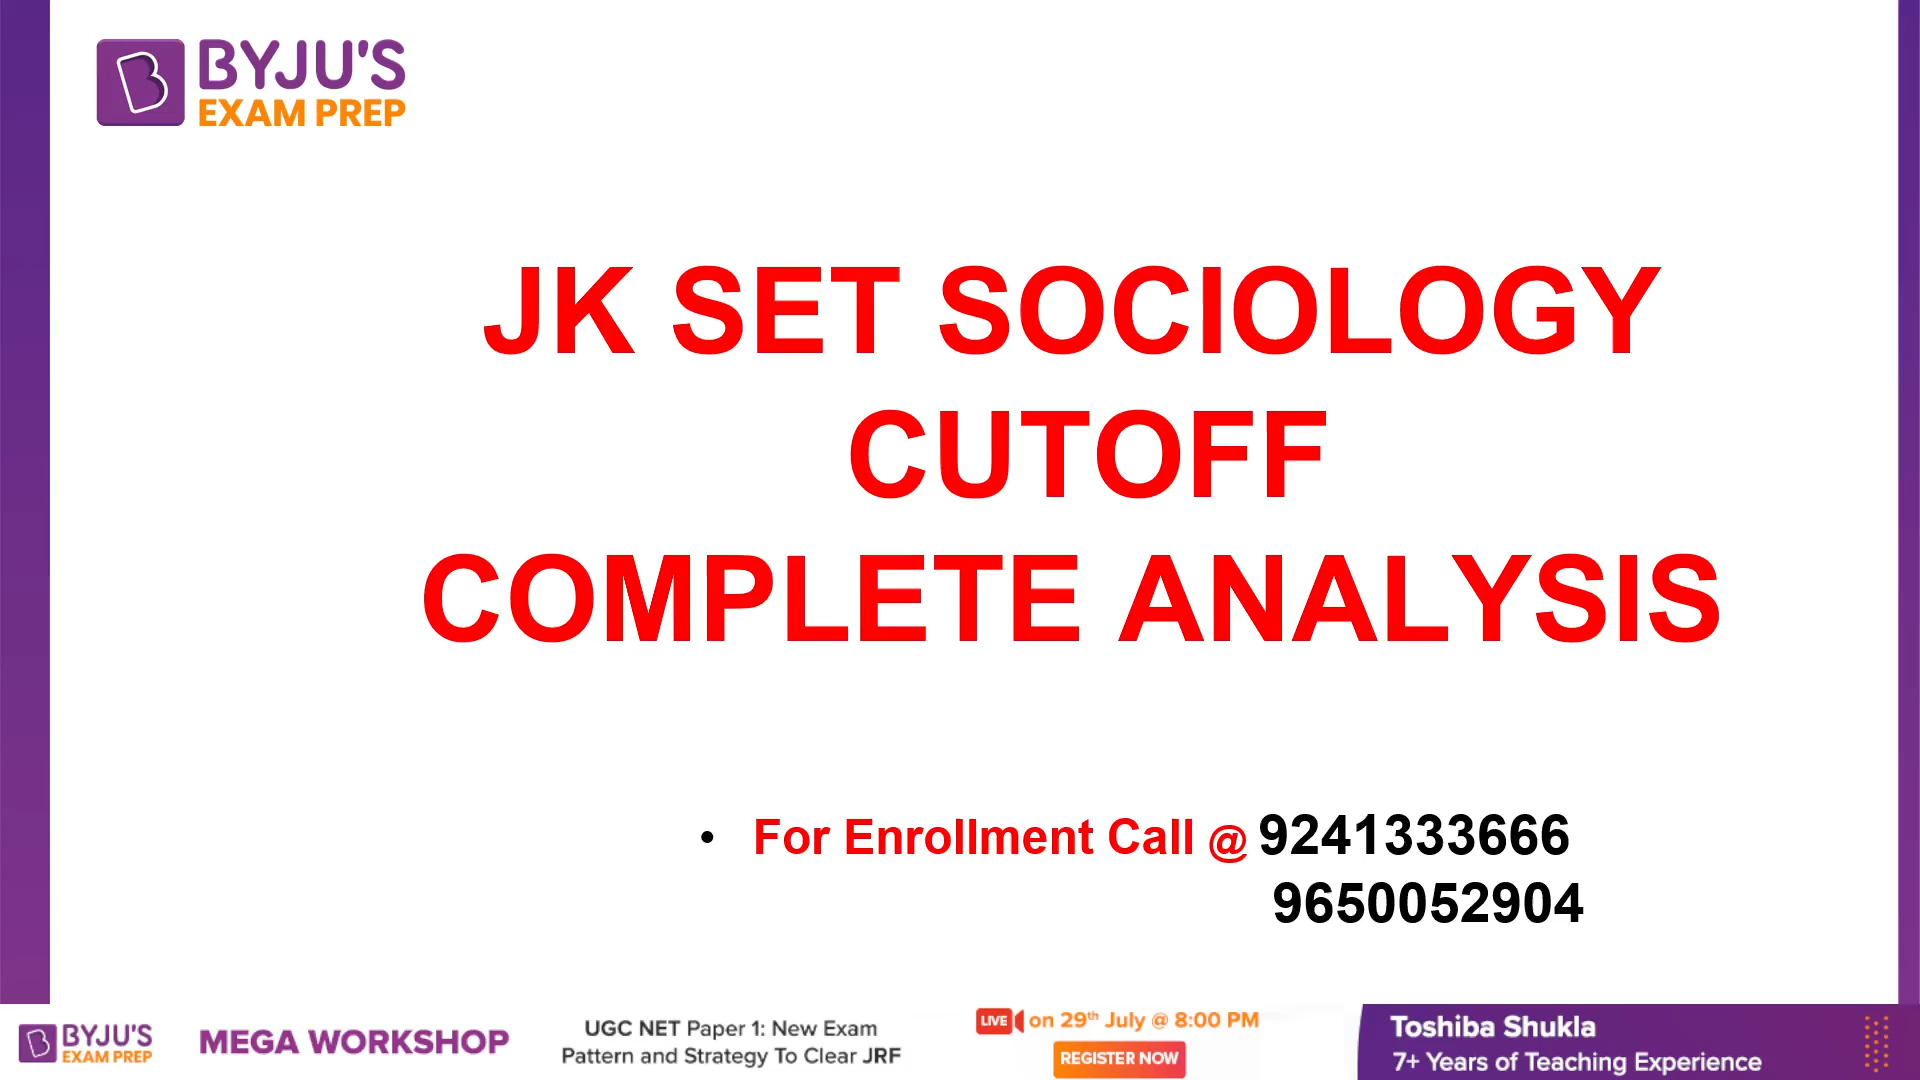 BYJU'S
EXAM PREP
JK SET SOCIOLOGY
CUTOFF
COMPLETE ANALYSIS
• For Enrollment Call @ 9241333666
9650052904
BYJU'S
EXAM PREP
MEGA WORKSHOP
UGC NET Paper 1: New Exam
Pattern and Strategy To Clear JRF
LIVE on 29th July @ 8:00 PM
REGISTER NOW
Toshiba Shukla
7+ Years of Teaching Experience